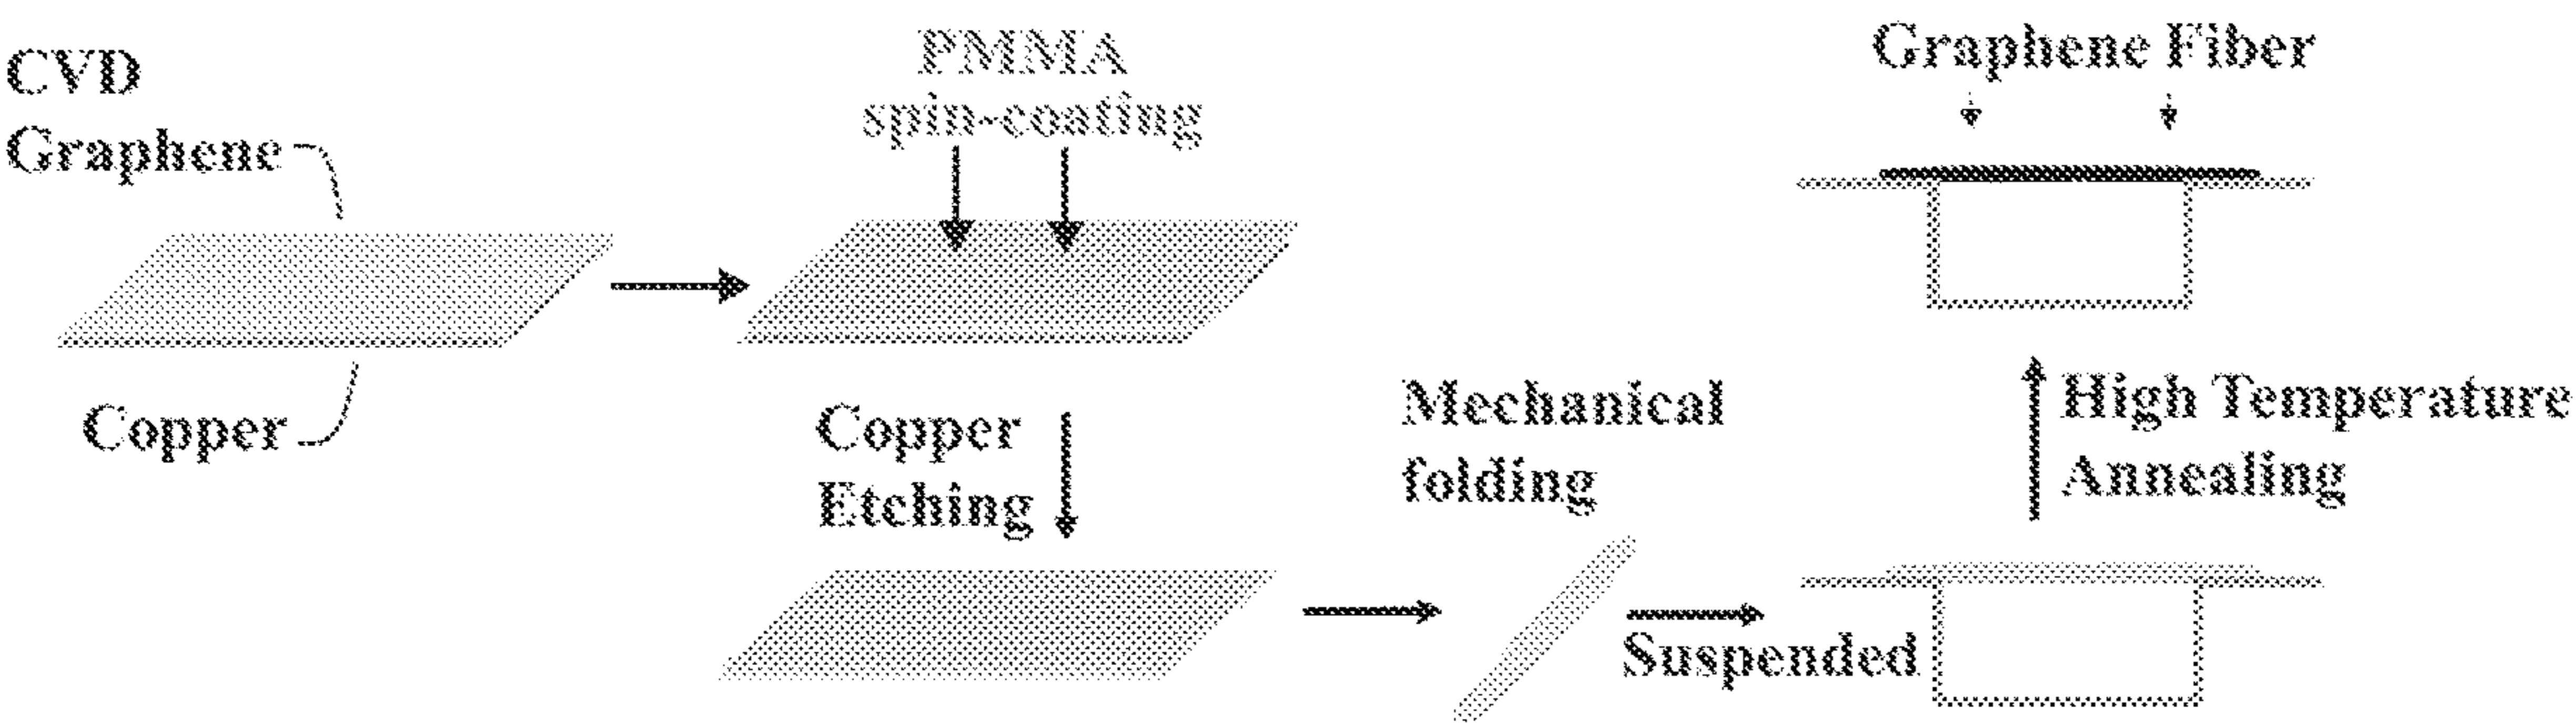 CVD
Graphene
Copper
PMMA
spin-coating
Copper
Etching
Mechanical
folding
Suspended
High Temperature
Annealing
Graphene Fiber